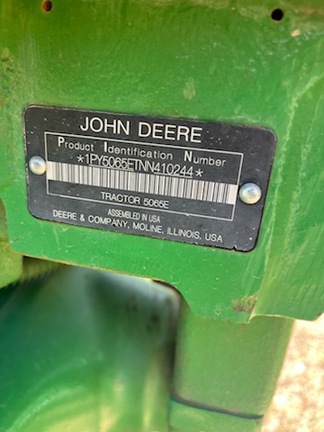 JOHN DEERE
Product Identification Number
*1PY5065ETNN410244*
TRACTOR 5065E
ASSEMBLED IN USA
DEERE & COMPANY, MOLINE, ILLINOIS, USA